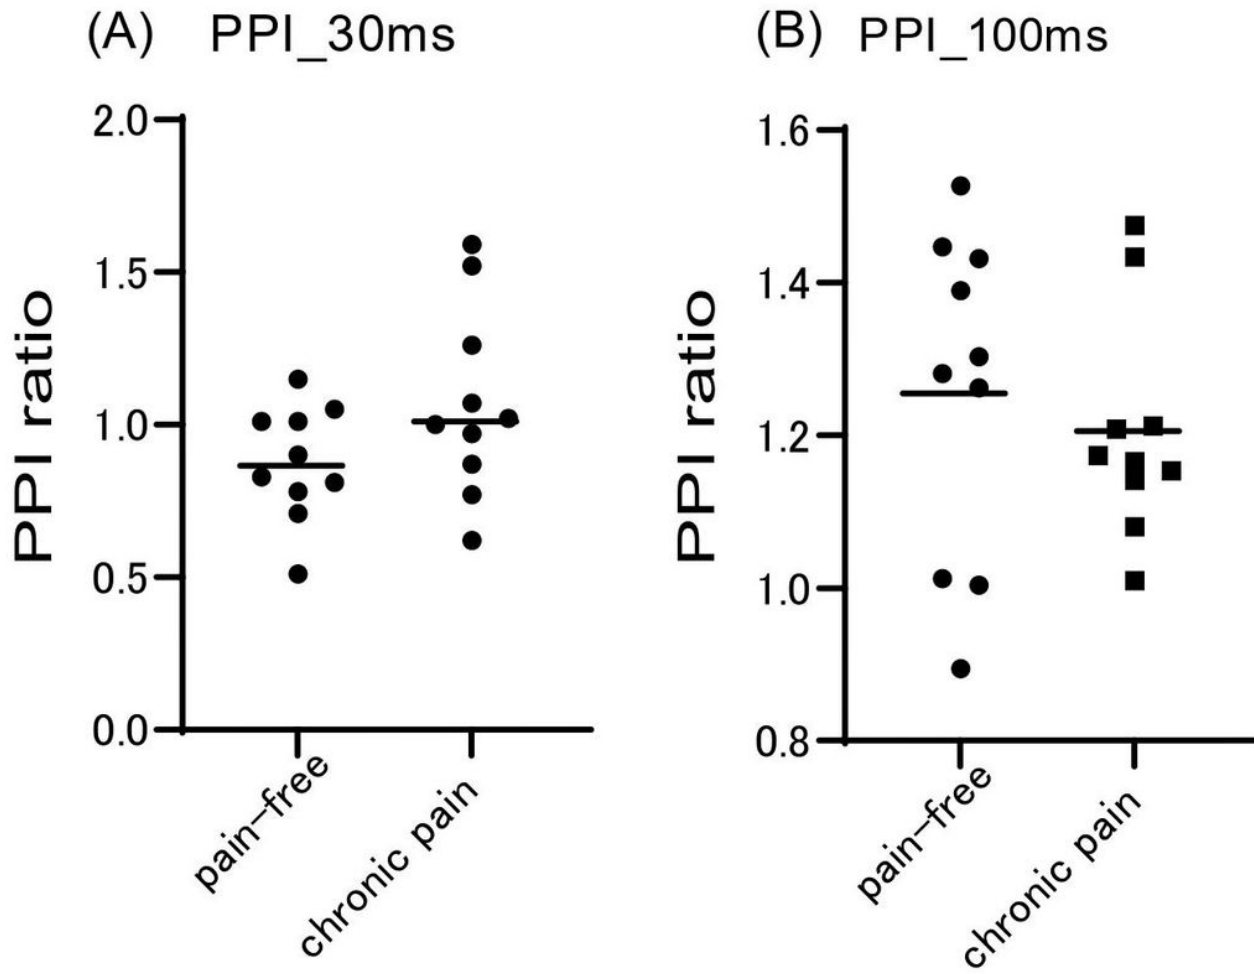 (A) PPI_30ms
PPI ratio
2.0
1.5
1.0
0.5
0.0
pain-free
chronic pain
(B) PPI_100ms
PPI ratio
1.6
1.4
1.2
1.0
0.8
pain-free
chronic pain